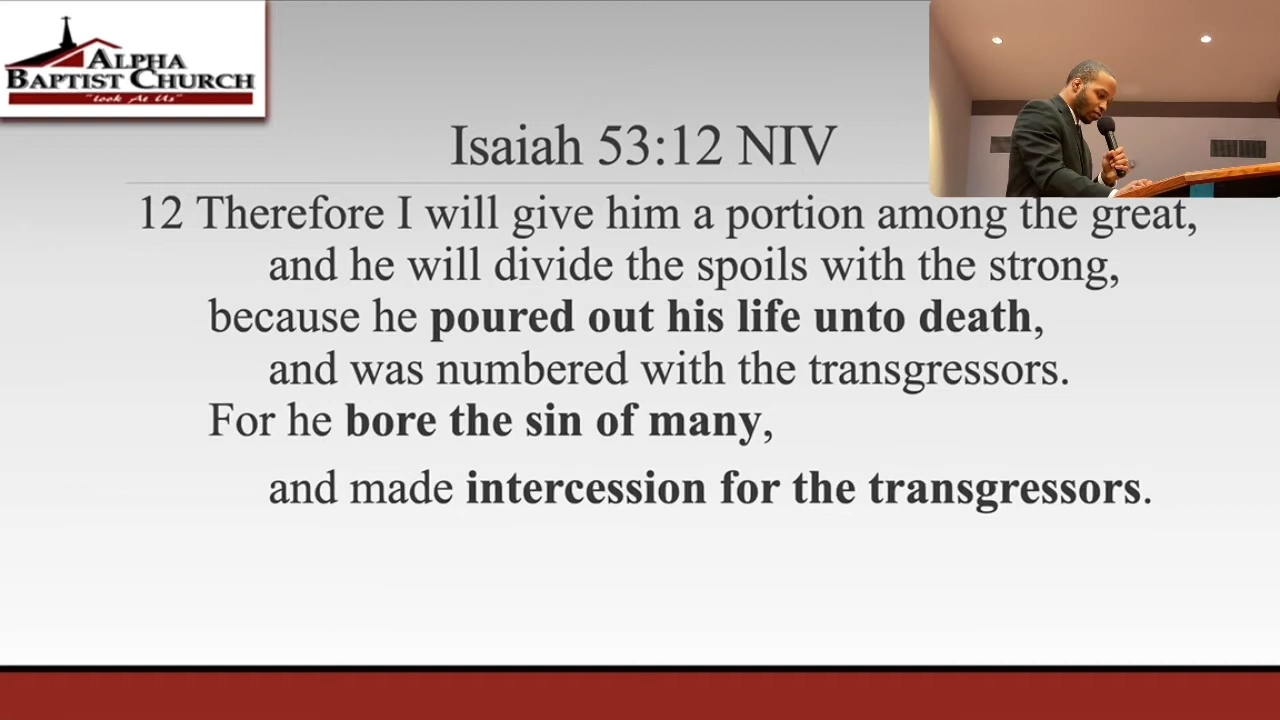 ALPHA
BAPTIST CHURCH
"Look At Us"
Isaiah 53:12 NIV
12 Therefore I will give him a portion among the great,
and he will divide the spoils with the strong,
because he poured out his life unto death,
and was numbered with the transgressors.
For he bore the sin of many,
and made intercession for the transgressors.